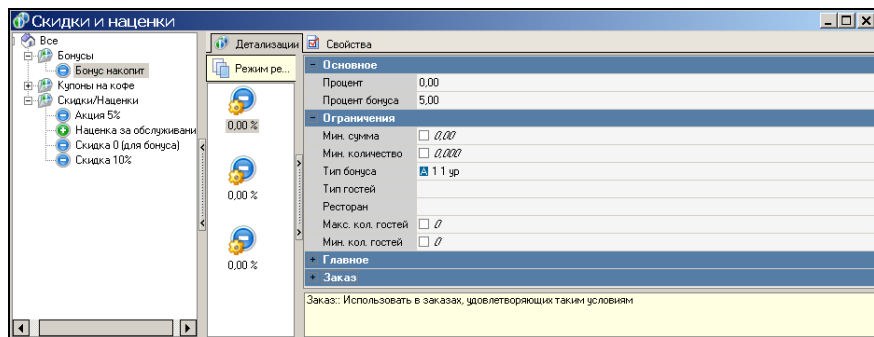 Скидки и наценки
Все
Бонусы
Бонус накопит
Купоны на кофе
Скидки/Наценки
Акция 5%
Наценка за обслуживани
Скидка 0 (для бонуса)
Скидка 10%
Детализации
Режим ре...
0,00 %
0,00 %
0,00 %
Свойства
Основное
Процент 0,00
Процент бонуса 5,00
Ограничения
Мин. сумма 0,00
Мин. количество 0,000
Тип бонуса A 1 1 ур
Тип гостей
Ресторан
Макс. кол. гостей 0
Мин. кол. гостей 0
Главное
Заказ
Заказ:: Использовать в заказах, удовлетворяющих таким условиям